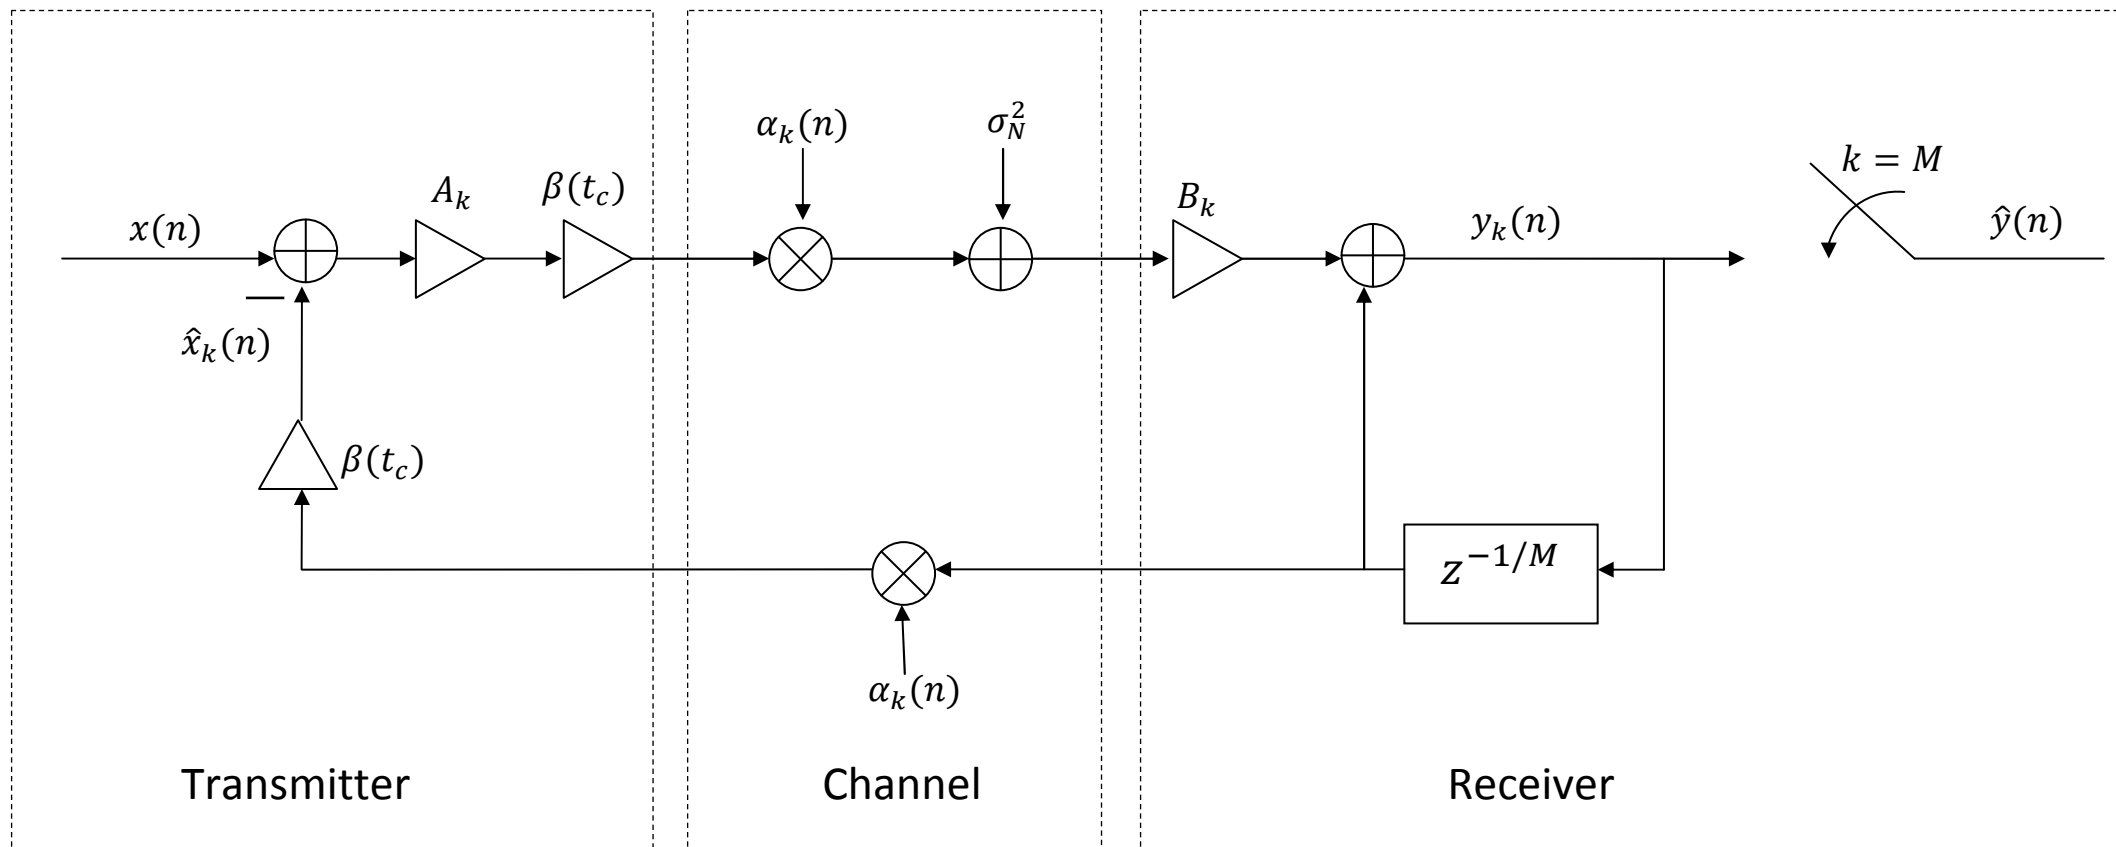 α_k(n)
σ_N^2
k = M
A_k
β(t_c)
B_k
x(n)
y_k(n)
ŷ(n)
—
x̂_k(n)
β(t_c)
z^{-1/M}
α_k(n)
Transmitter
Channel
Receiver